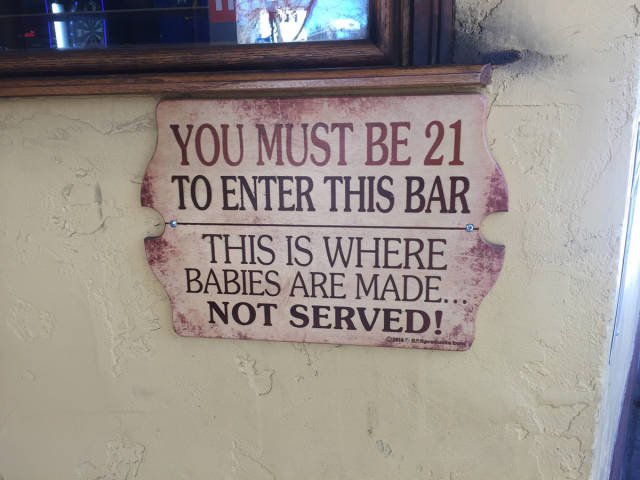 YOU MUST BE 21
TO ENTER THIS BAR
THIS IS WHERE
BABIES ARE MADE...
NOT SERVED!